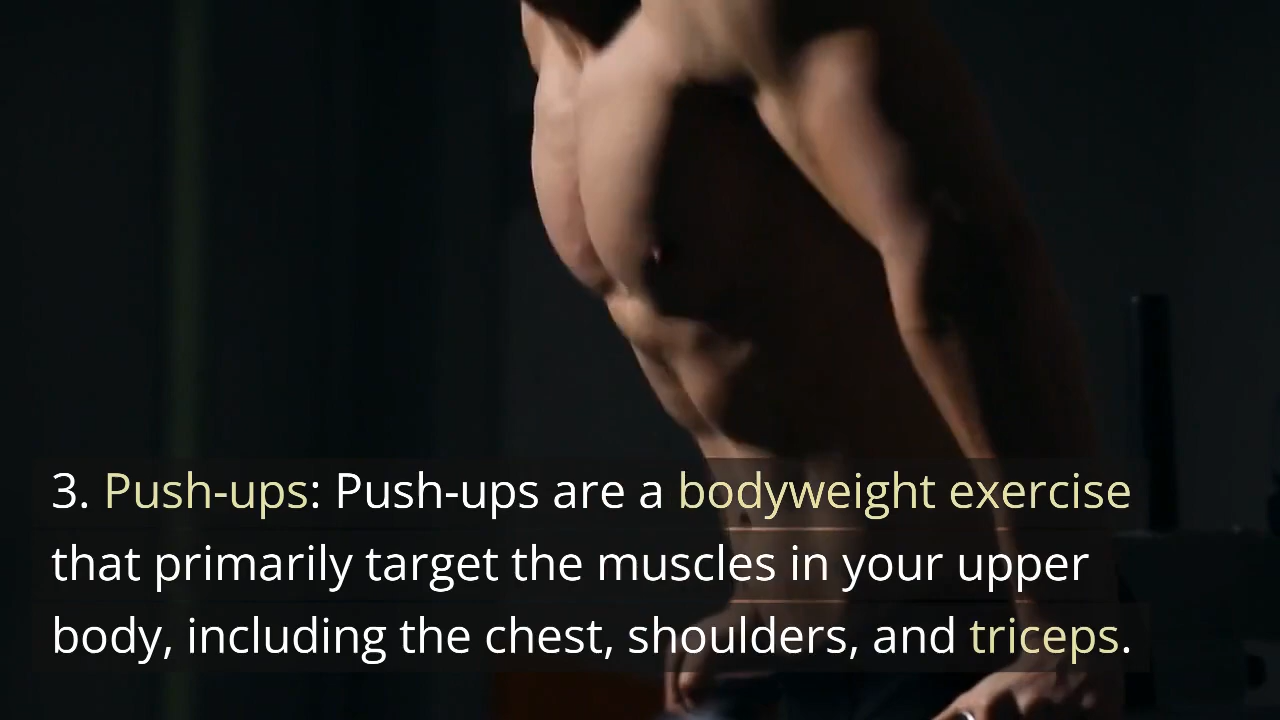 3. Push-ups: Push-ups are a bodyweight exercise
that primarily target the muscles in your upper
body, including the chest, shoulders, and triceps.